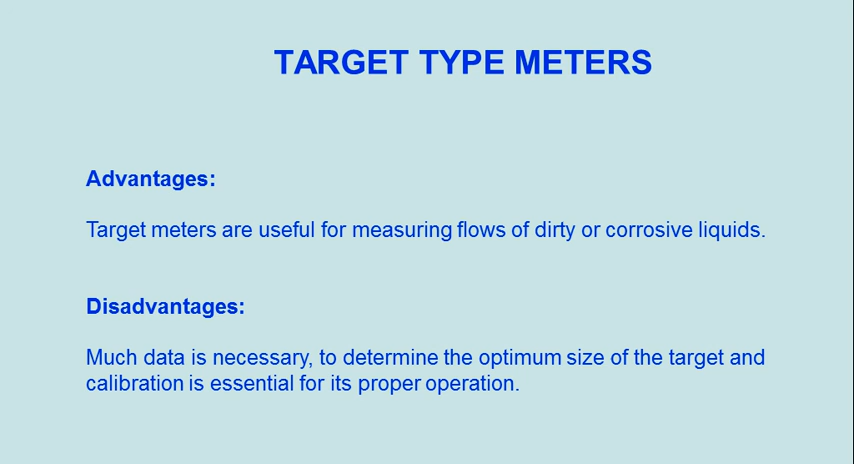 TARGET TYPE METERS
Advantages:
Target meters are useful for measuring flows of dirty or corrosive liquids.
Disadvantages:
Much data is necessary, to determine the optimum size of the target and
calibration is essential for its proper operation.